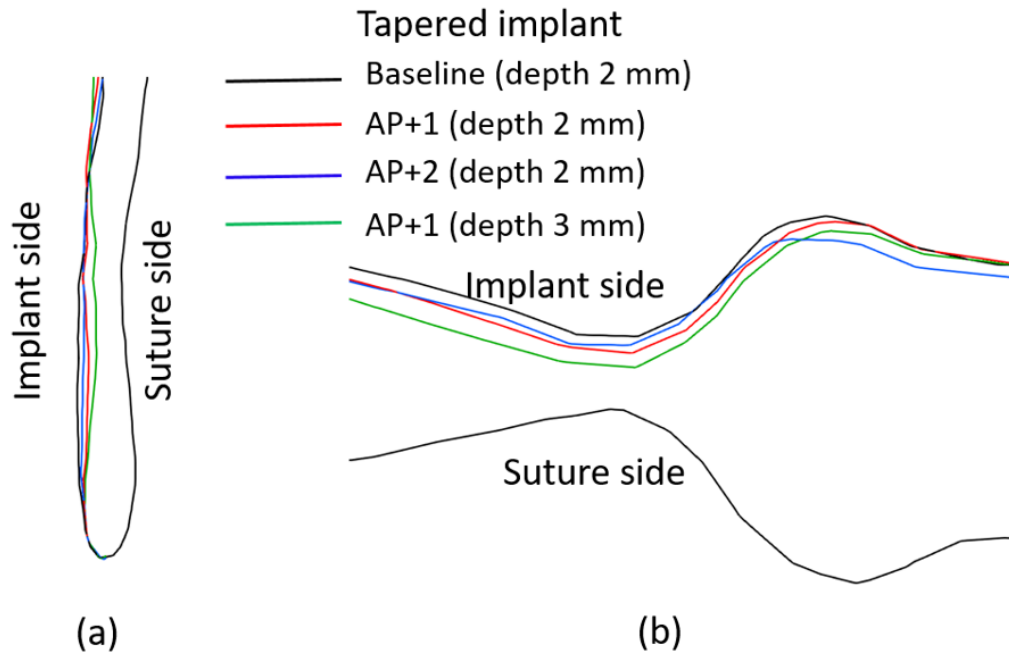 Tapered implant
Baseline (depth 2 mm)
AP+1 (depth 2 mm)
AP+2 (depth 2 mm)
AP+1 (depth 3 mm)
Implant side
Suture side
Implant side
Suture side
(a)
(b)